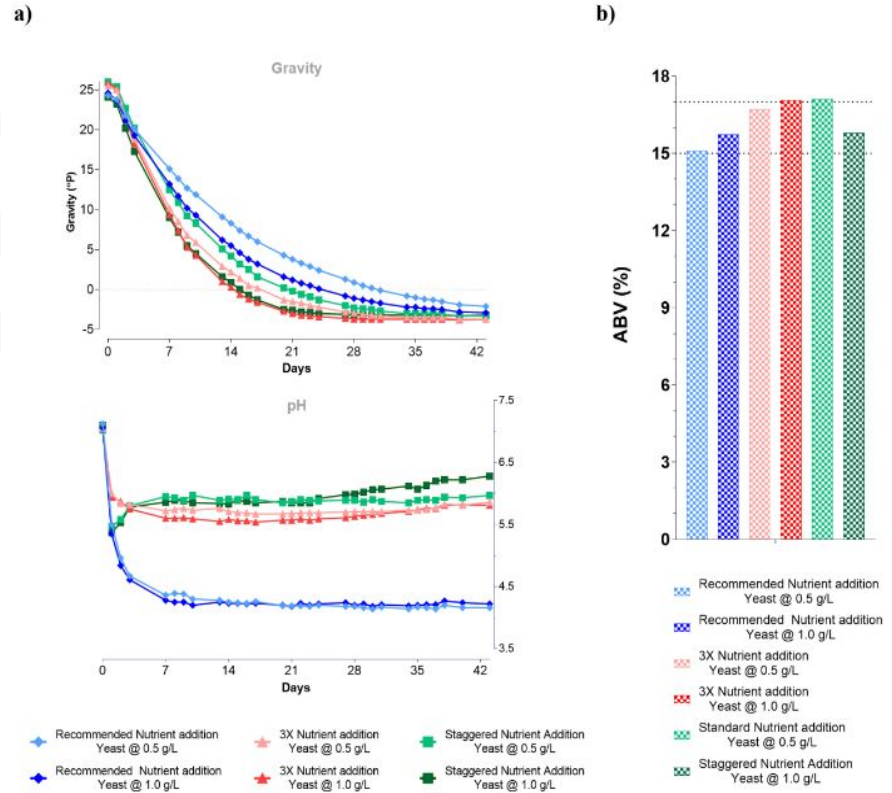 a)
b)
Gravity
25
20
15
10
5
0
-5
Gravity (°P)
0 7 14 21 28 35 42
Days
pH
7.5
6.5
5.5
4.5
3.5
0 7 14 21 28 35 42
Days
Recommended Nutrient addition
Yeast @ 0.5 g/L
3X Nutrient addition
Yeast @ 0.5 g/L
Staggered Nutrient Addition
Yeast @ 0.5 g/L
Recommended Nutrient addition
Yeast @ 1.0 g/L
3X Nutrient addition
Yeast @ 1.0 g/L
Staggered Nutrient Addition
Yeast @ 1.0 g/L
18
15
12
9
6
3
0
ABV (%)
Recommended Nutrient addition
Yeast @ 0.5 g/L
Recommended Nutrient addition
Yeast @ 1.0 g/L
3X Nutrient addition
Yeast @ 0.5 g/L
3X Nutrient addition
Yeast @ 1.0 g/L
Standard Nutrient addition
Yeast @ 0.5 g/L
Staggered Nutrient Addition
Yeast @ 1.0 g/L